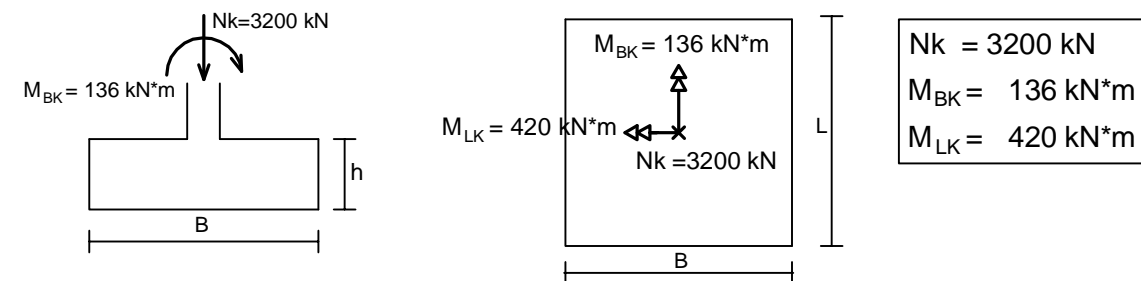 Nk=3200 kN
M_BK = 136 kN*m
h
B
M_BK = 136 kN*m
M_LK = 420 kN*m
Nk =3200 kN
L
B
Nk = 3200 kN
M_BK = 136 kN*m
M_LK = 420 kN*m